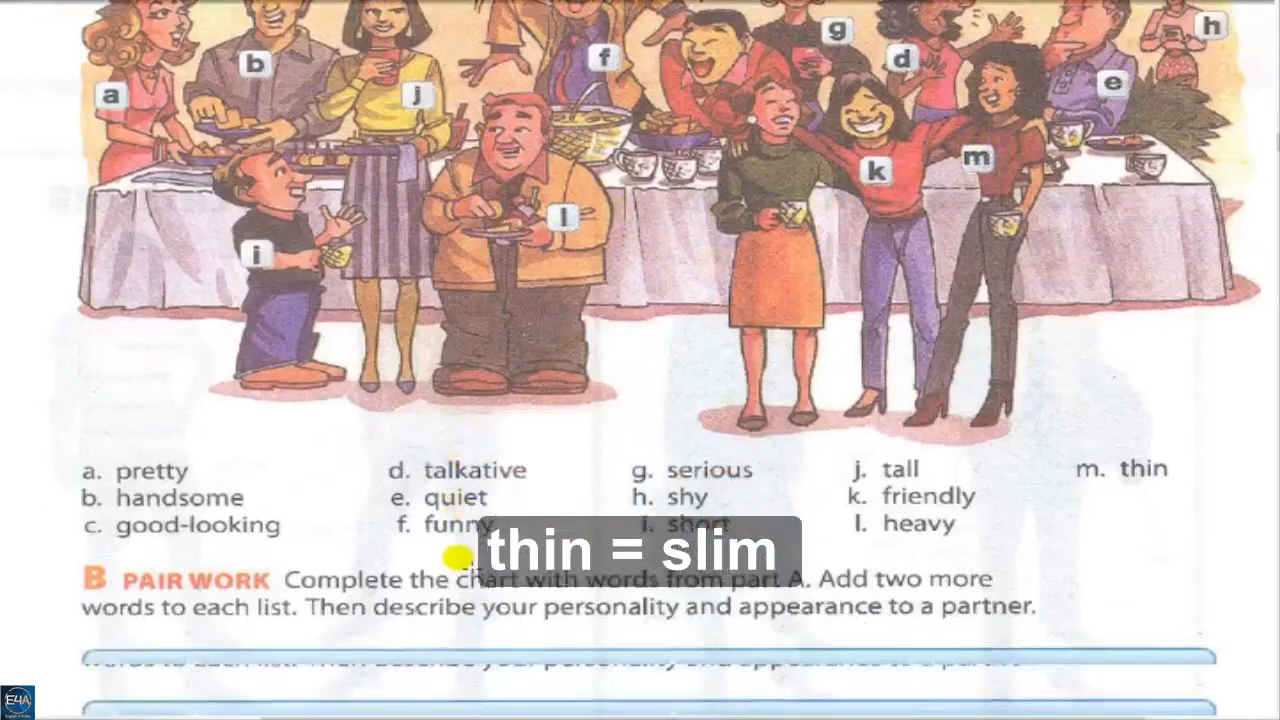 h
g
f
d
b
e
a
j
m
k
l
i
a. pretty
d. talkative
g. serious
j. tall
m. thin
b. handsome
e. quiet
h. shy
k. friendly
c. good-looking
f. funny
i. short
l. heavy
thin = slim
B PAIR WORK Complete the chart with words from part A. Add two more
words to each list. Then describe your personality and appearance to a partner.
E4A